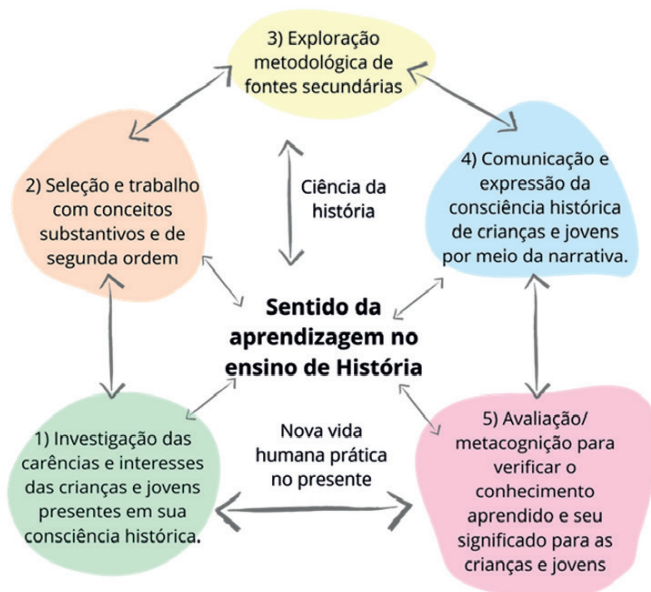 3) Exploração
metodológica de
fontes secundárias
2) Seleção e trabalho
com conceitos
substantivos e de
segunda ordem
Ciência da
história
4) Comunicação e
expressão da
consciência histórica
de crianças e jovens
por meio da narrativa.
Sentido da
aprendizagem no
ensino de História
1) Investigação das
carências e interesses
das crianças e jovens
presentes em sua
consciência histórica.
Nova vida
humana prática
no presente
5) Avaliação/
metacognição para
verificar o
conhecimento
aprendido e seu
significado para as
crianças e jovens